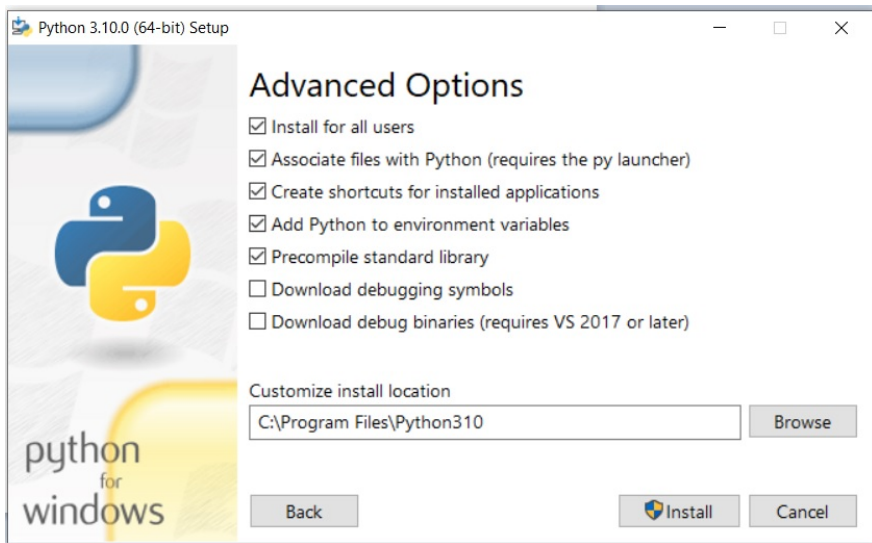 Python 3.10.0 (64-bit) Setup
Advanced Options
Install for all users
Associate files with Python (requires the py launcher)
Create shortcuts for installed applications
Add Python to environment variables
Precompile standard library
Download debugging symbols
Download debug binaries (requires VS 2017 or later)
Customize install location
C:\Program Files\Python310
Browse
python
for
windows
Back
Install
Cancel